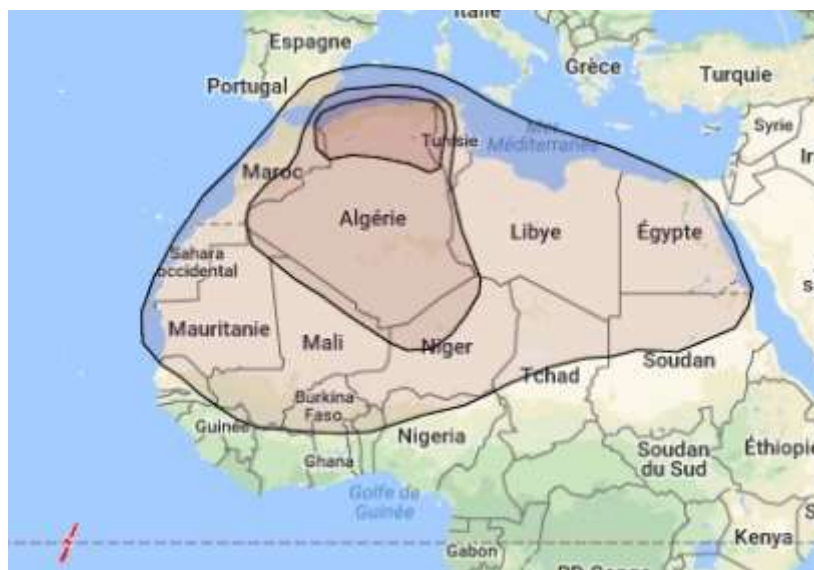 Italie
Espagne
Portugal
Grèce
Turquie
Syrie
Mer
Méditerranée
Tunisie
Maroc
Algérie
Libye
Égypte
Sahara
occidental
Mauritanie
Mali
Niger
Tchad
Soudan
Burkina
Faso
Guinée
Nigeria
Ghana
Soudan
du Sud
Éthiopie
Golfe de
Guinée
Gabon
Kenya